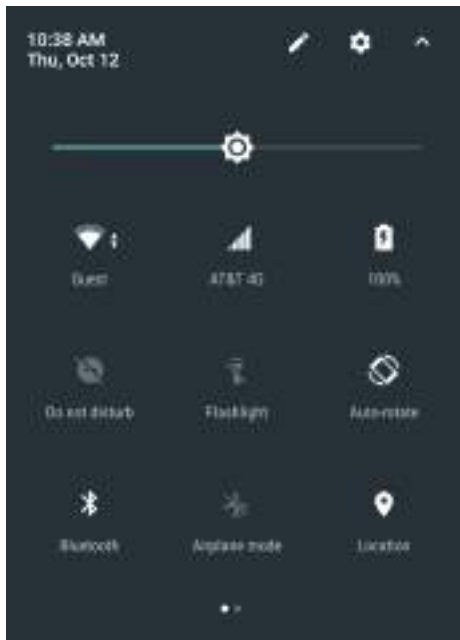 10:38 AM
Thu, Oct 12
Guest
AT&T 4G
100%
Do not disturb
Flashlight
Auto-rotate
Bluetooth
Airplane mode
Location